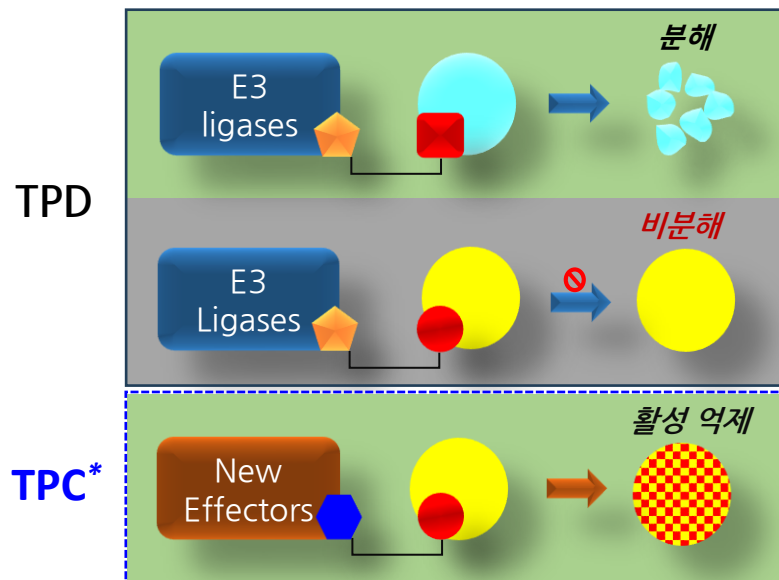 TPD
E3
ligases
분해
E3
Ligases
비분해
TPC*
New
Effectors
활성 억제